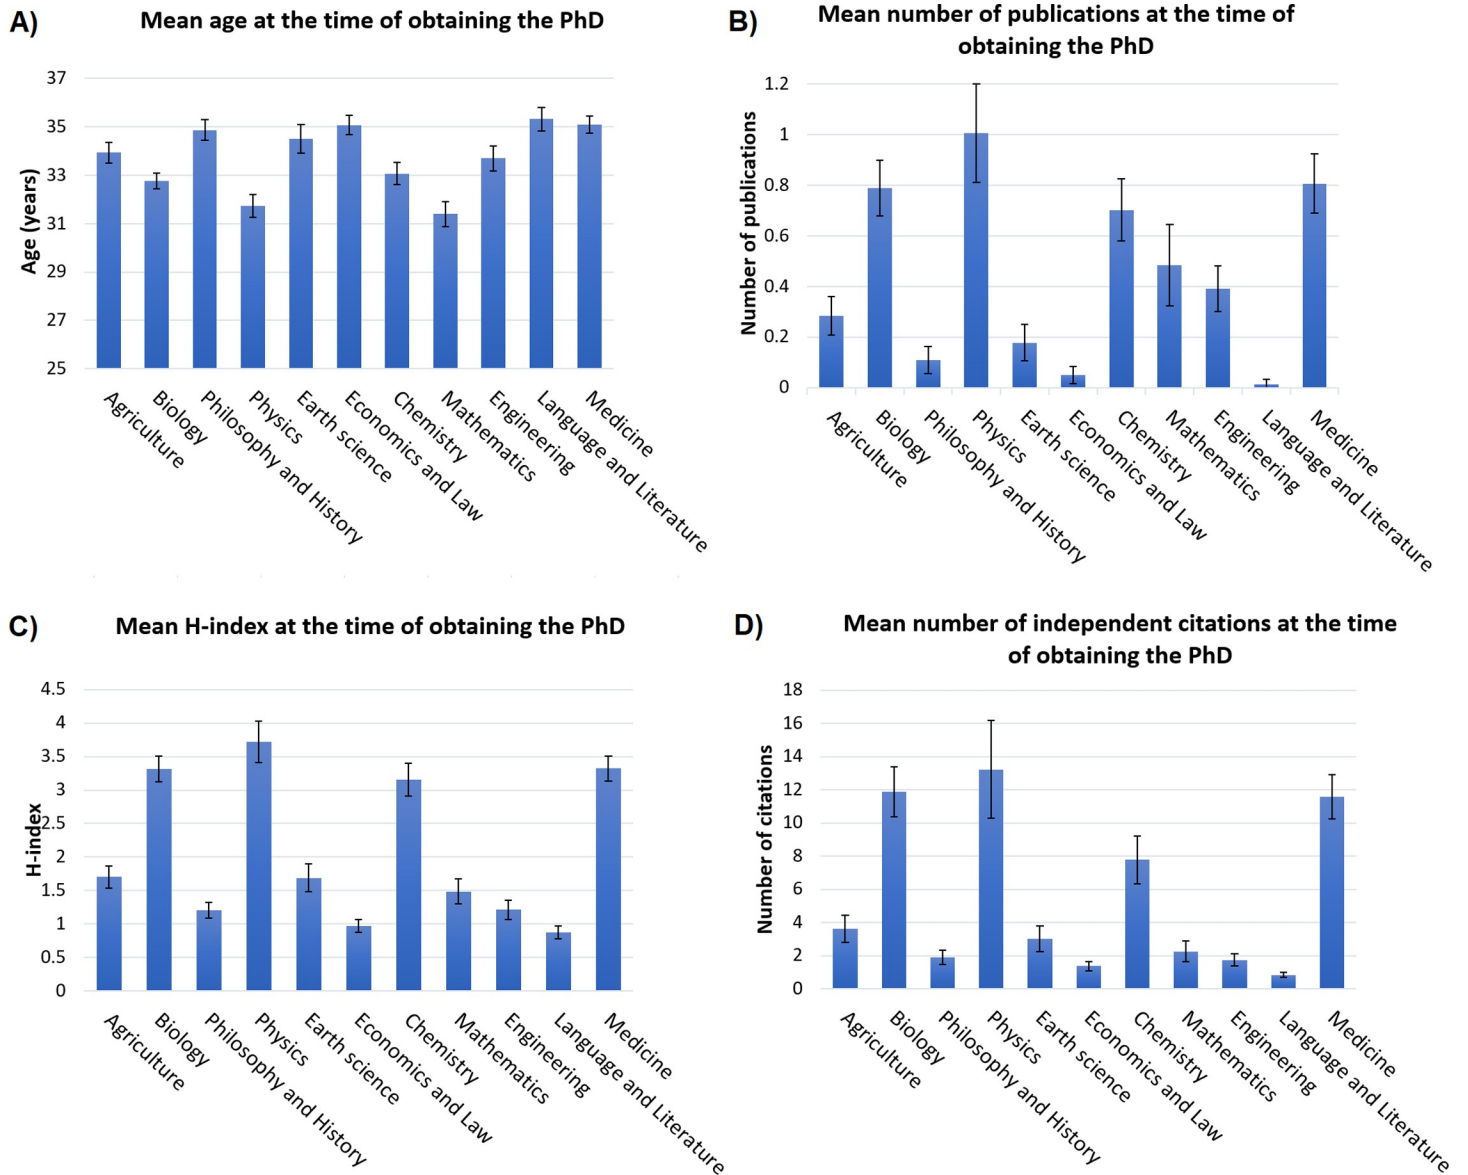 A)
Mean age at the time of obtaining the PhD
Age (years)
37
35
33
31
29
27
25
Agriculture
Biology
Philosophy and History
Physics
Earth science
Economics and Law
Chemistry
Mathematics
Engineering
Language and Literature
Medicine
B)
Mean number of publications at the time of
obtaining the PhD
Number of publications
1.2
1
0.8
0.6
0.4
0.2
0
Agriculture
Biology
Philosophy and History
Physics
Earth science
Economics and Law
Chemistry
Mathematics
Engineering
Language and Literature
Medicine
C)
Mean H-index at the time of obtaining the PhD
H-index
4.5
4
3.5
3
2.5
2
1.5
1
0.5
0
Agriculture
Biology
Philosophy and History
Physics
Earth science
Economics and Law
Chemistry
Mathematics
Engineering
Language and Literature
Medicine
D)
Mean number of independent citations at the time
of obtaining the PhD
Number of citations
18
16
14
12
10
8
6
4
2
0
Agriculture
Biology
Philosophy and History
Physics
Earth science
Economics and Law
Chemistry
Mathematics
Engineering
Language and Literature
Medicine